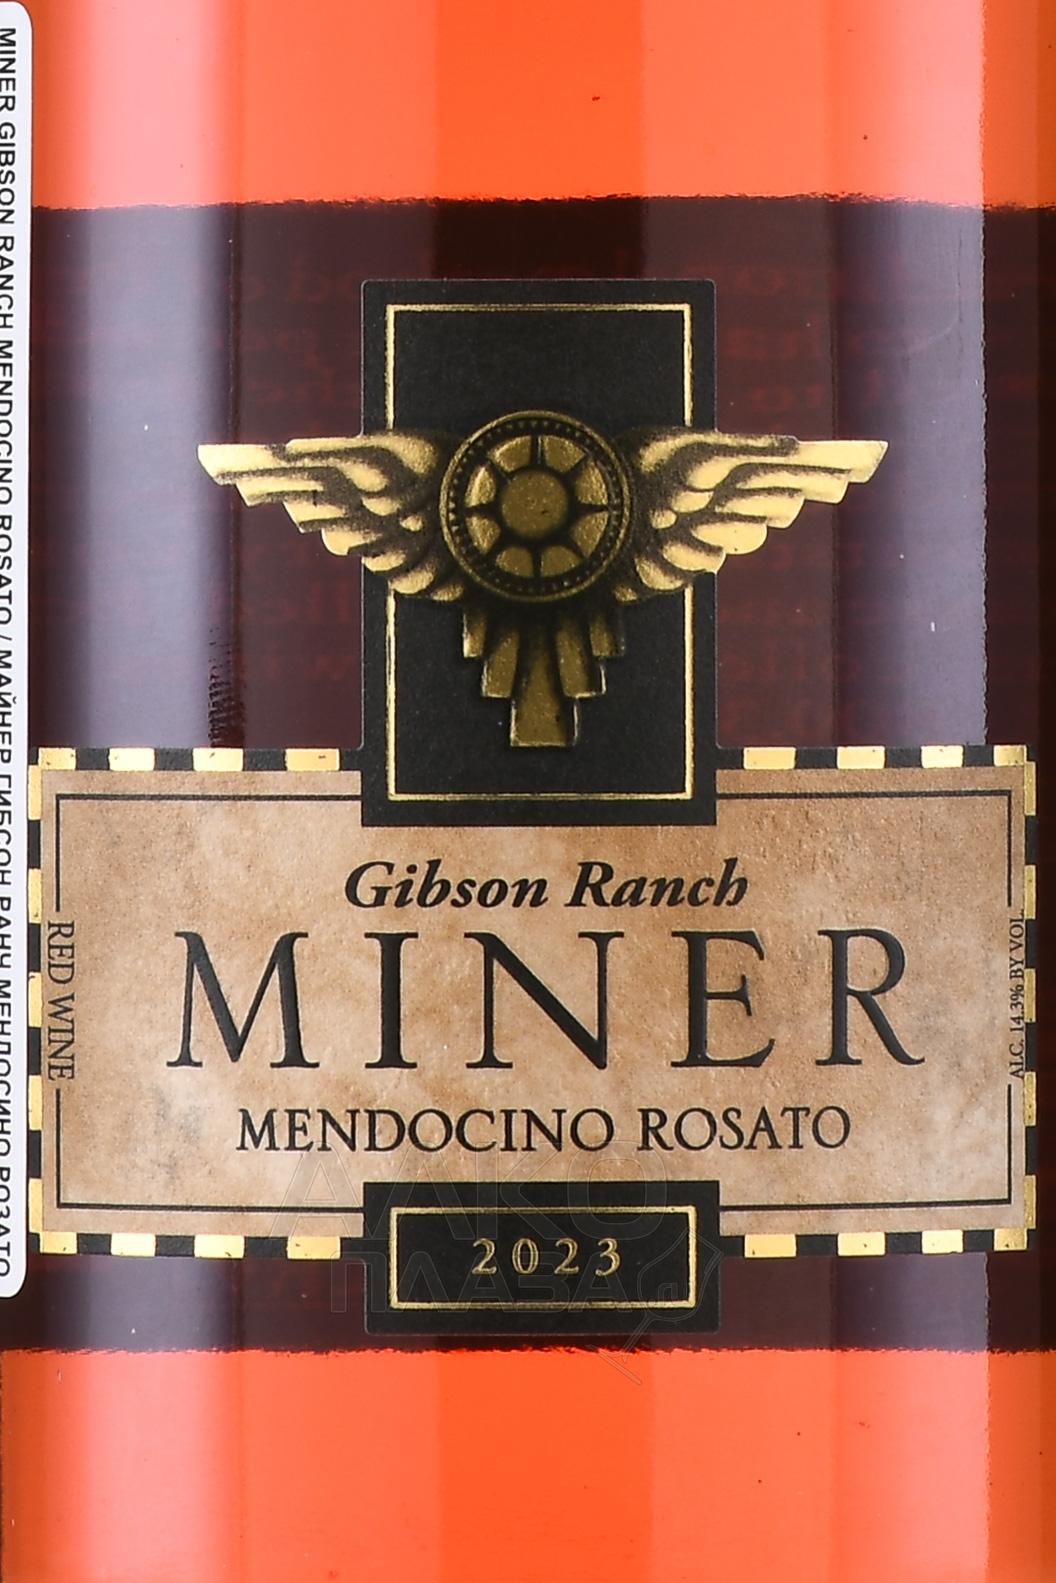 MINER GIBSON RANCH MENDOCINO ROSATO / МАЙНЕР ГИБСОН РАНЧ МЕНДОСИНО РОЗАТО
Gibson Ranch
MINER
MENDOCINO ROSATO
RED WINE
ALC. 14.3% BY VOL.
2023
АЛКО
ПЛАЗА